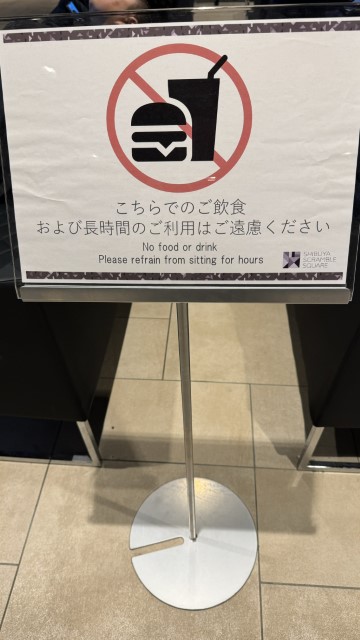 こちらでのご飲食
および長時間のご利用はご遠慮ください
No food or drink
Please refrain from sitting for hours
SHIBUYA
SCRAMBLE
SQUARE